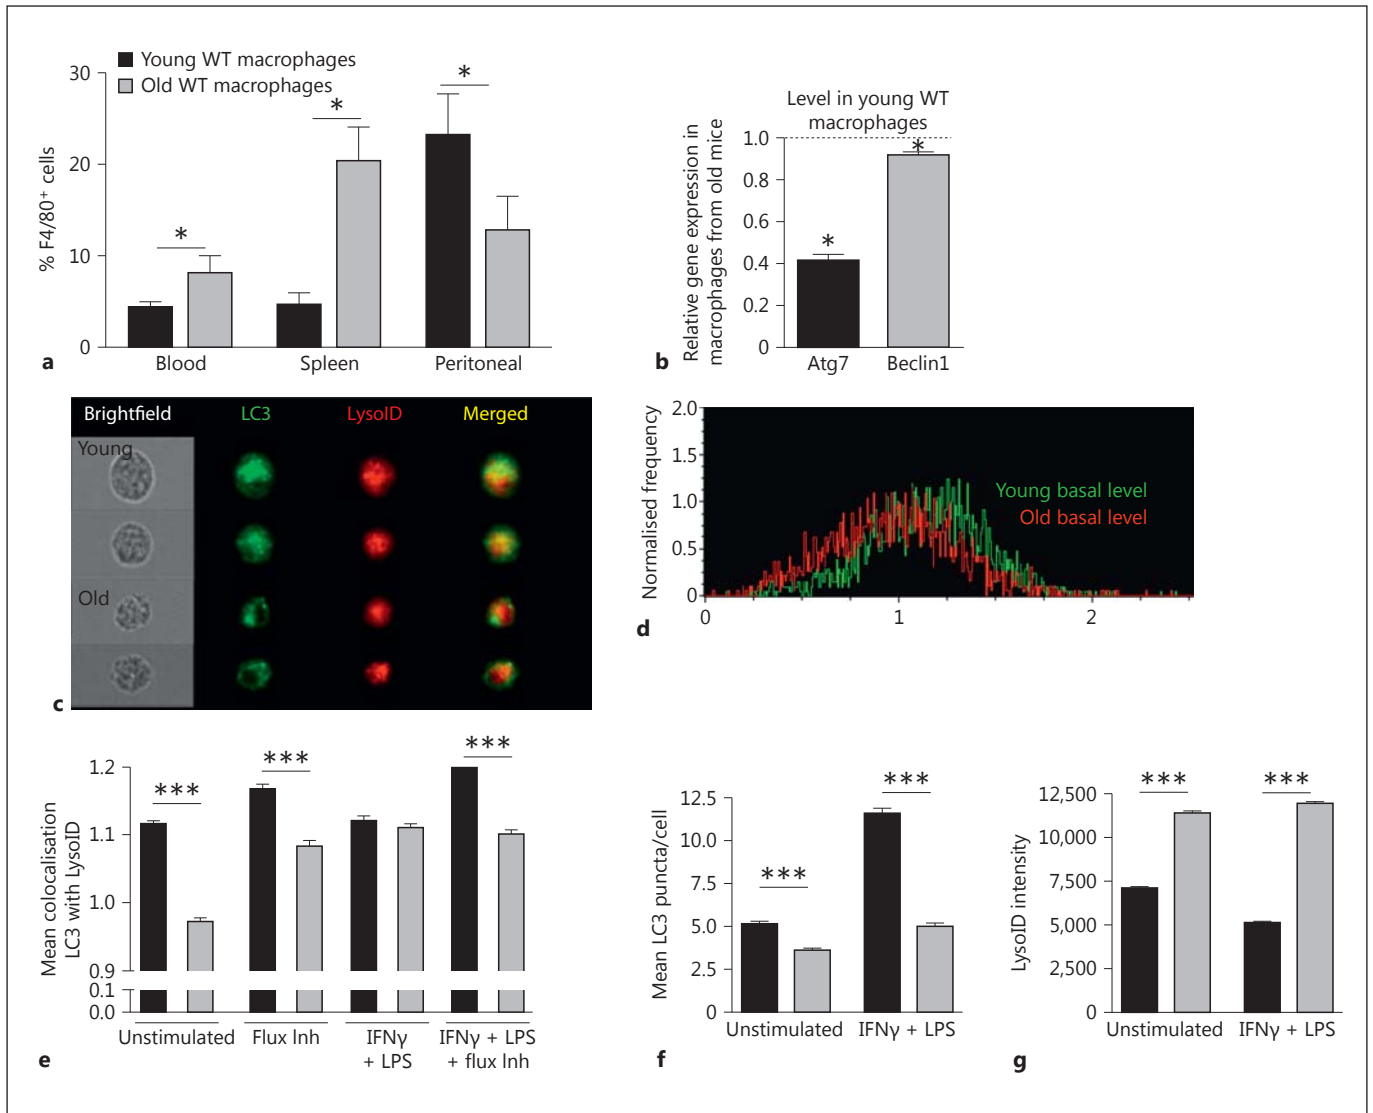 Young WT macrophages
Old WT macrophages
30
20
10
0
% F4/80⁺ cells
*
*
*
Blood
Spleen
Peritoneal
a
Level in young WT
macrophages
1.0
0.8
0.6
0.4
0.2
0
Relative gene expression in
macrophages from old mice
*
*
Atg7
Beclin1
b
Brightfield
LC3
LysoID
Merged
Young
Old
c
2.0
1.5
1.0
0.5
0
Normalised frequency
Young basal level
Old basal level
0
1
2
d
1.2
1.1
1.0
0.9
0.1
0.0
Mean colocalisation
LC3 with LysoID
***
***
***
Unstimulated
Flux Inh
IFNγ
+ LPS
IFNγ + LPS
+ flux Inh
e
12.5
10.0
7.5
5.0
2.5
0
Mean LC3 puncta/cell
***
***
Unstimulated
IFNγ + LPS
f
12,500
10,000
7,500
5,000
2,500
0
LysoID intensity
***
***
Unstimulated
IFNγ + LPS
g